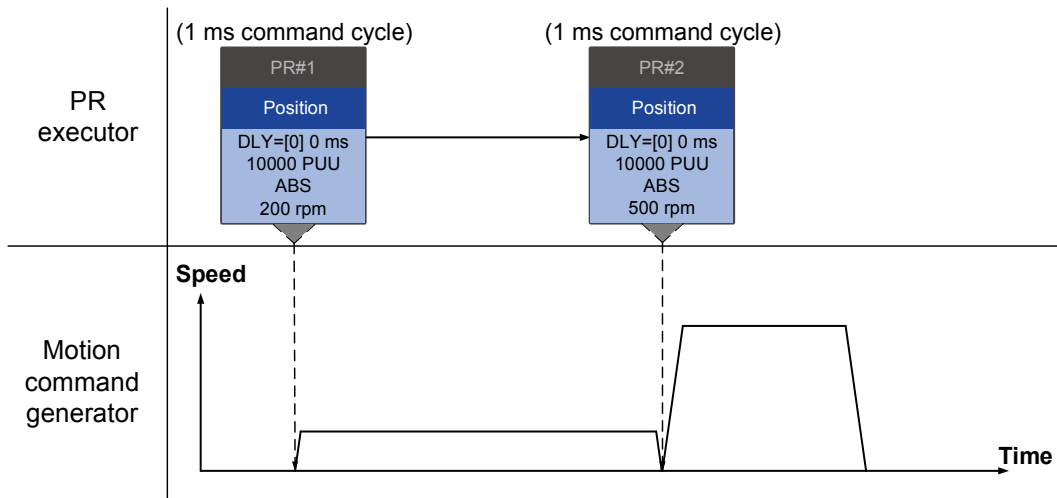 (1 ms command cycle)
(1 ms command cycle)
PR
executor
PR#1
Position
DLY=[0] 0 ms
10000 PUU
ABS
200 rpm
PR#2
Position
DLY=[0] 0 ms
10000 PUU
ABS
500 rpm
Motion
command
generator
Speed
Time